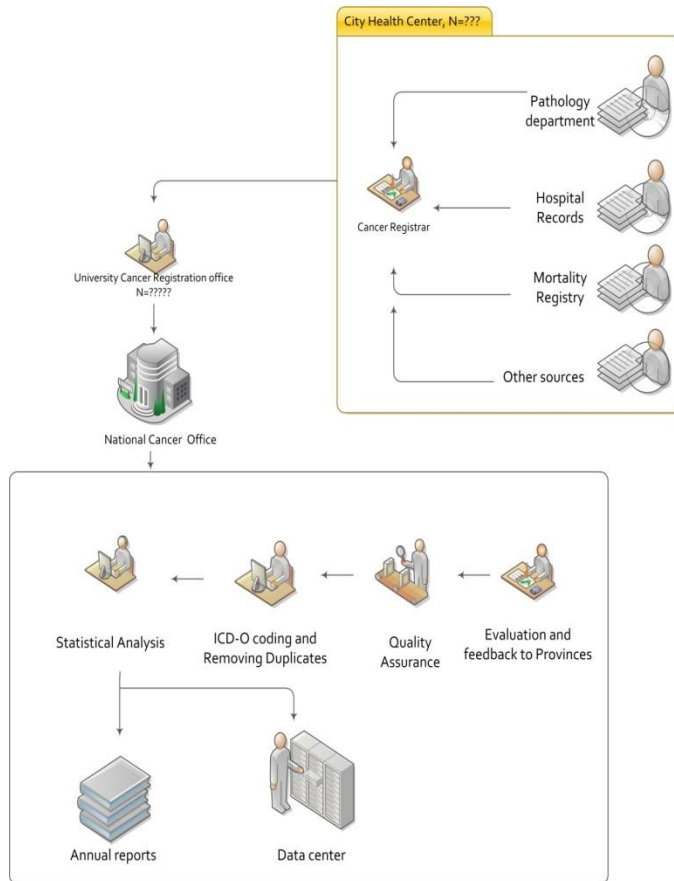 City Health Center, N=???
Pathology
department
Hospital
Records
Cancer Registrar
Mortality
Registry
Other sources
University Cancer Registration office
N=?????
National Cancer Office
Statistical Analysis
ICD-O coding and
Removing Duplicates
Quality
Assurance
Evaluation and
feedback to Provinces
Annual reports
Data center